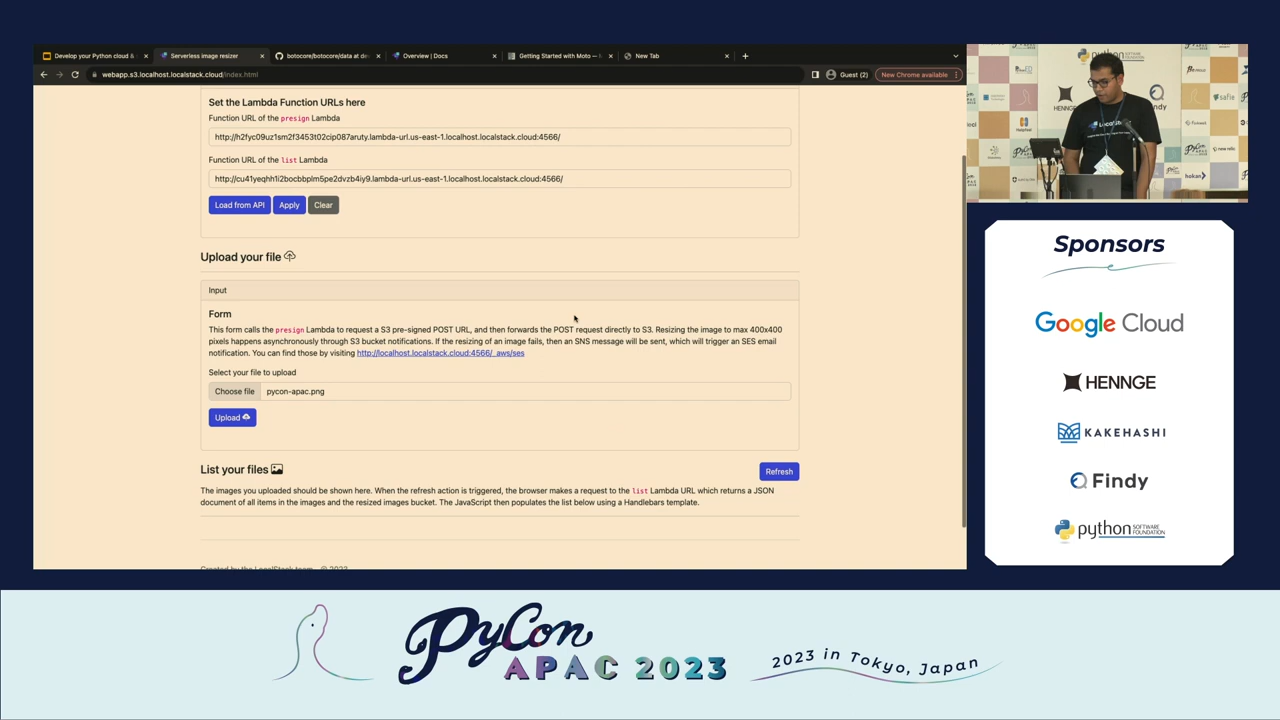 Develop your Python cloud &
Serverless image resizer
botocore/botocore/data at de
Overview | Docs
Getting Started with Moto —
New Tab
webapp.s3.localhost.localstack.cloud/index.html
Guest (2)
New Chrome available
Set the Lambda Function URLs here
Function URL of the presign Lambda
http://h2fyc09uz1sm2f3453t02cip087aruty.lambda-url.us-east-1.localhost.localstack.cloud:4566/
Function URL of the list Lambda
http://cu41yeqhh1i2bocbbplm5pe2dvzb4iy9.lambda-url.us-east-1.localhost.localstack.cloud:4566/
Load from API
Apply
Clear
Upload your file
Input
Form
This form calls the presign Lambda to request a S3 pre-signed POST URL, and then forwards the POST request directly to S3. Resizing the image to max 400x400
pixels happens asynchronously through S3 bucket notifications. If the resizing of an image fails, then an SNS message will be sent, which will trigger an SES email
notification. You can find those by visiting http://localhost.localstack.cloud:4566/_aws/ses
Select your file to upload
Choose file pycon-apac.png
Upload
List your files
Refresh
The images you uploaded should be shown here. When the refresh action is triggered, the browser makes a request to the list Lambda URL which returns a JSON
document of all items in the images and the resized images bucket. The JavaScript then populates the list below using a Handlebars template.
Created by the LocalStack team
© 2023
HENNGE
Findy
LocalStack
Sponsors
Google Cloud
HENNGE
KAKEHASHI
Findy
python SOFTWARE
FOUNDATION
PyCon
APAC 2023
2023 in Tokyo, Japan